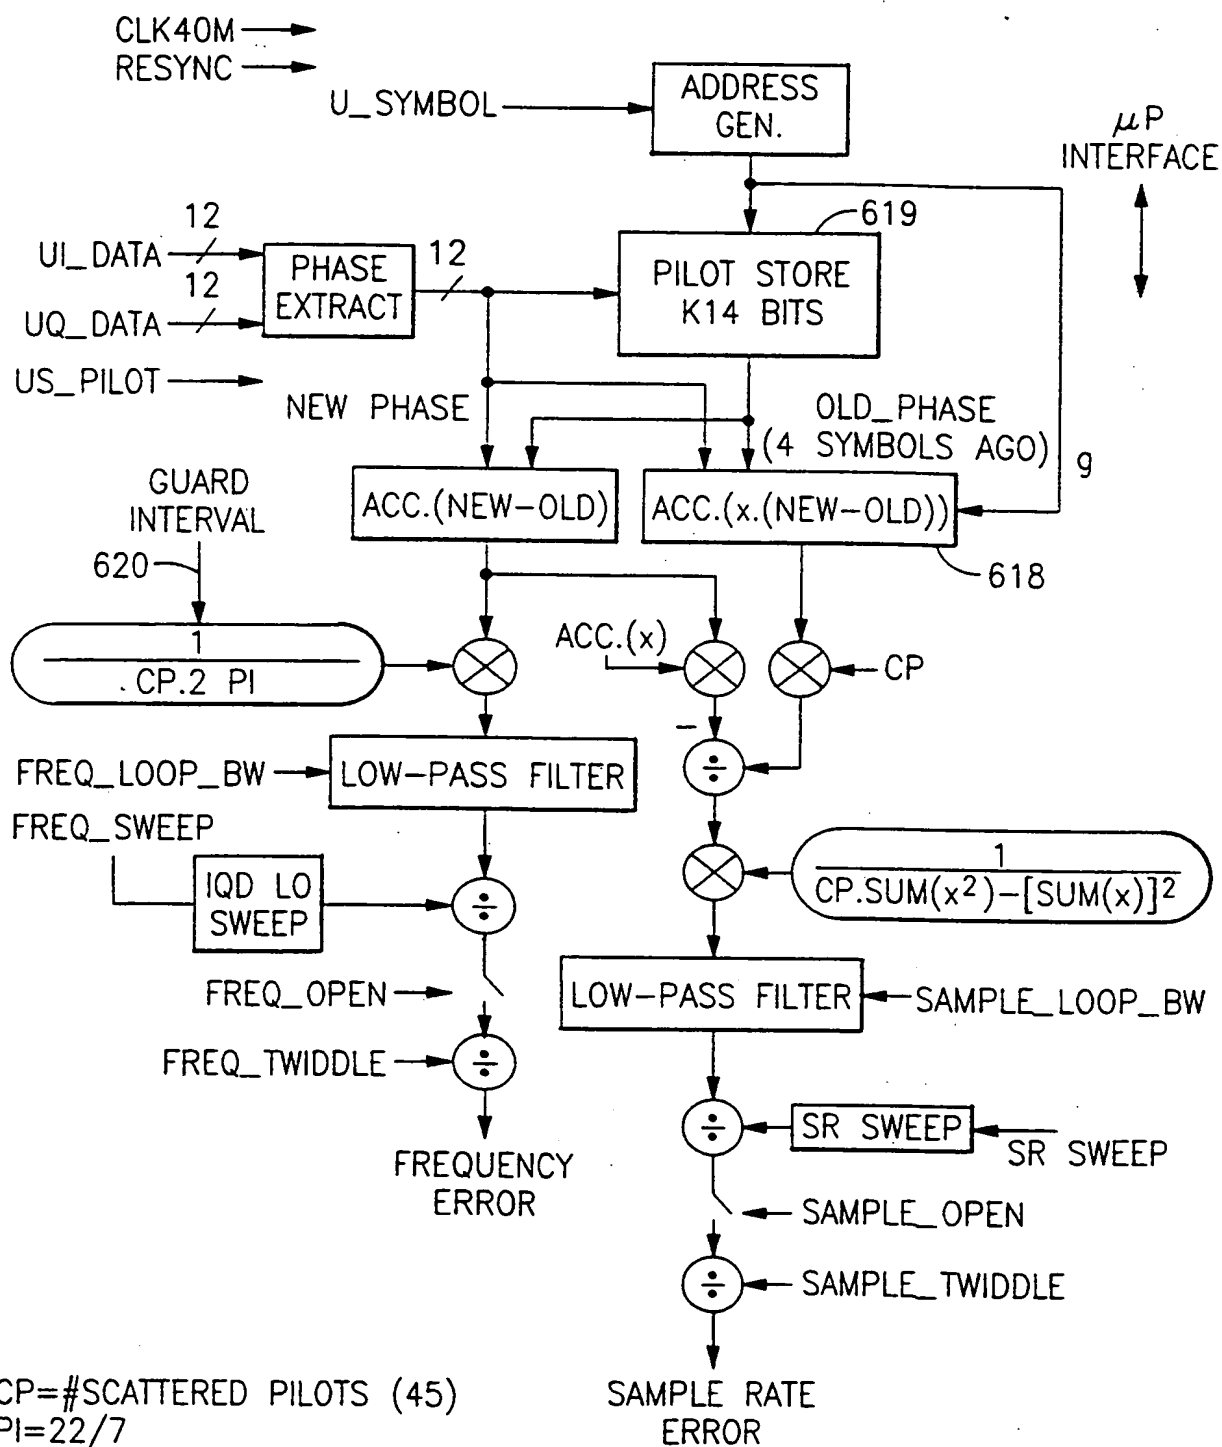 CLK40M
RESYNC
U_SYMBOL
ADDRESS
GEN.
μP
INTERFACE
619
12
UI_DATA
PHASE
EXTRACT
12
PILOT STORE
K14 BITS
12
UQ_DATA
US_PILOT
NEW PHASE
OLD_PHASE
(4 SYMBOLS AGO)
g
GUARD
INTERVAL
ACC.(NEW-OLD)
ACC.(x.(NEW-OLD))
620
618
1
CP.2 PI
ACC.(x)
CP
−
÷
FREQ_LOOP_BW
LOW-PASS FILTER
FREQ_SWEEP
IQD LO
SWEEP
÷
1
CP.SUM(x²)-[SUM(x)]²
FREQ_OPEN
LOW-PASS FILTER
SAMPLE_LOOP_BW
FREQ_TWIDDLE
÷
÷
SR SWEEP
SR SWEEP
FREQUENCY
ERROR
SAMPLE_OPEN
÷
SAMPLE_TWIDDLE
CP=#SCATTERED PILOTS (45)
PI=22/7
SAMPLE RATE
ERROR